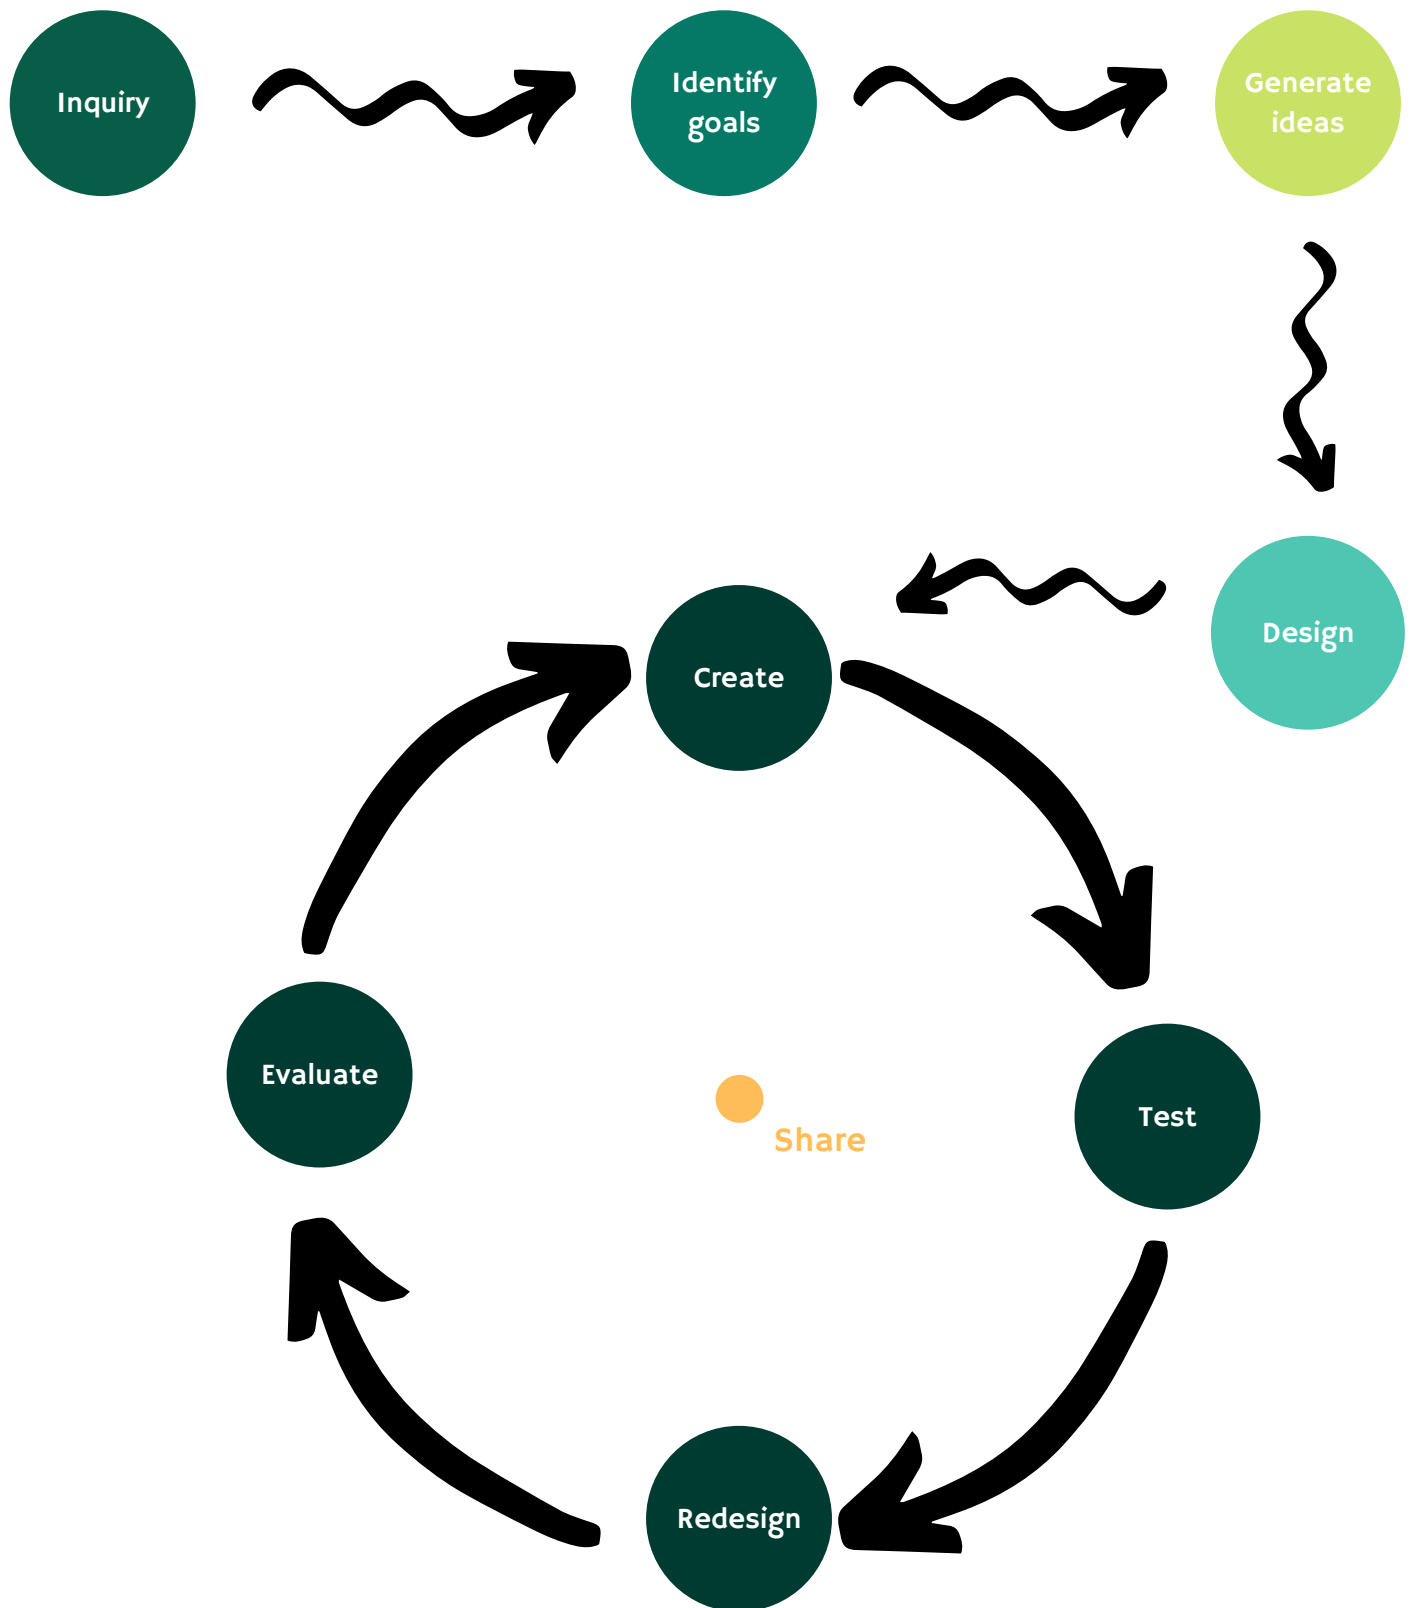 Inquiry
Identify
goals
Generate
ideas
Design
Create
Test
Redesign
Evaluate
Share